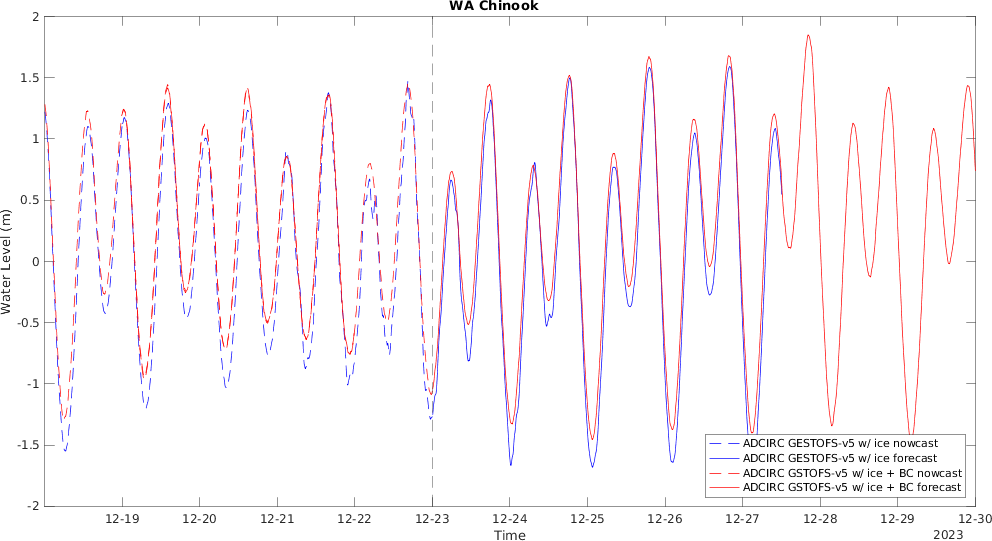 WA Chinook
2
1.5
1
0.5
0
-0.5
-1
-1.5
-2
Water Level (m)
12-19 12-20 12-21 12-22 12-23 12-24 12-25 12-26 12-27 12-28 12-29 12-30
Time
2023
ADCIRC GESTOFS-v5 w/ ice nowcast
ADCIRC GESTOFS-v5 w/ ice forecast
ADCIRC GSTOFS-v5 w/ ice + BC nowcast
ADCIRC GSTOFS-v5 w/ ice + BC forecast